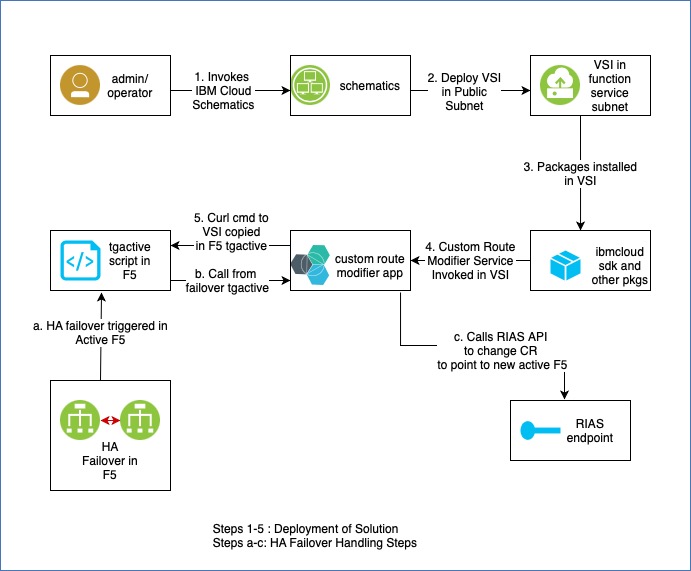 admin/
operator
1. Invokes
IBM Cloud
Schematics
schematics
2. Deploy VSI
in Public
Subnet
VSI in
function
service
subnet
3. Packages installed
in VSI
ibmcloud
sdk and
other pkgs
4. Custom Route
Modifier Service
Invoked in VSI
custom route
modifier app
5. Curl cmd to
VSI copied
in F5 tgactive
b. Call from
failover tgactive
tgactive
script in
F5
a. HA failover triggered in
Active F5
HA
Failover in
F5
c. Calls RIAS API
to change CR
to point to new active F5
RIAS
endpoint
Steps 1-5 : Deployment of Solution
Steps a-c: HA Failover Handling Steps